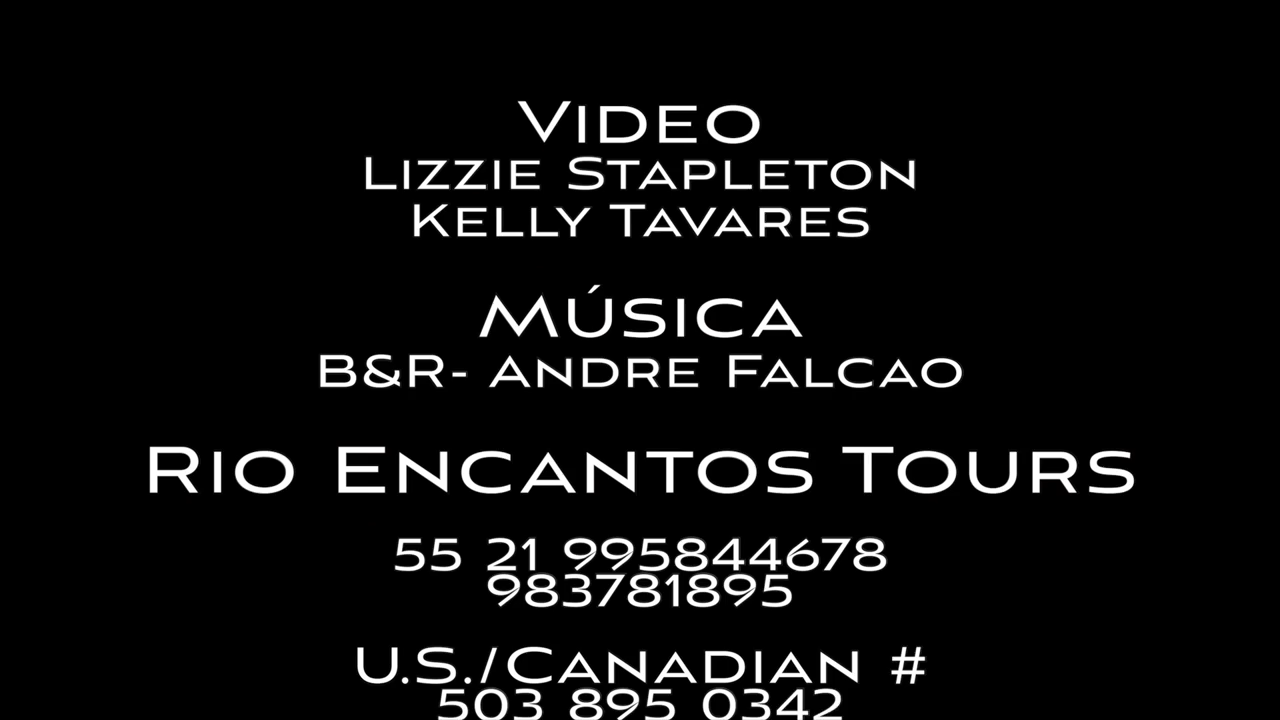 Video
Lizzie Stapleton
Kelly Tavares
Música
B&R- Andre Falcao
Rio Encantos Tours
55 21 995844678
983781895
U.S./Canadian #
503 895 0342